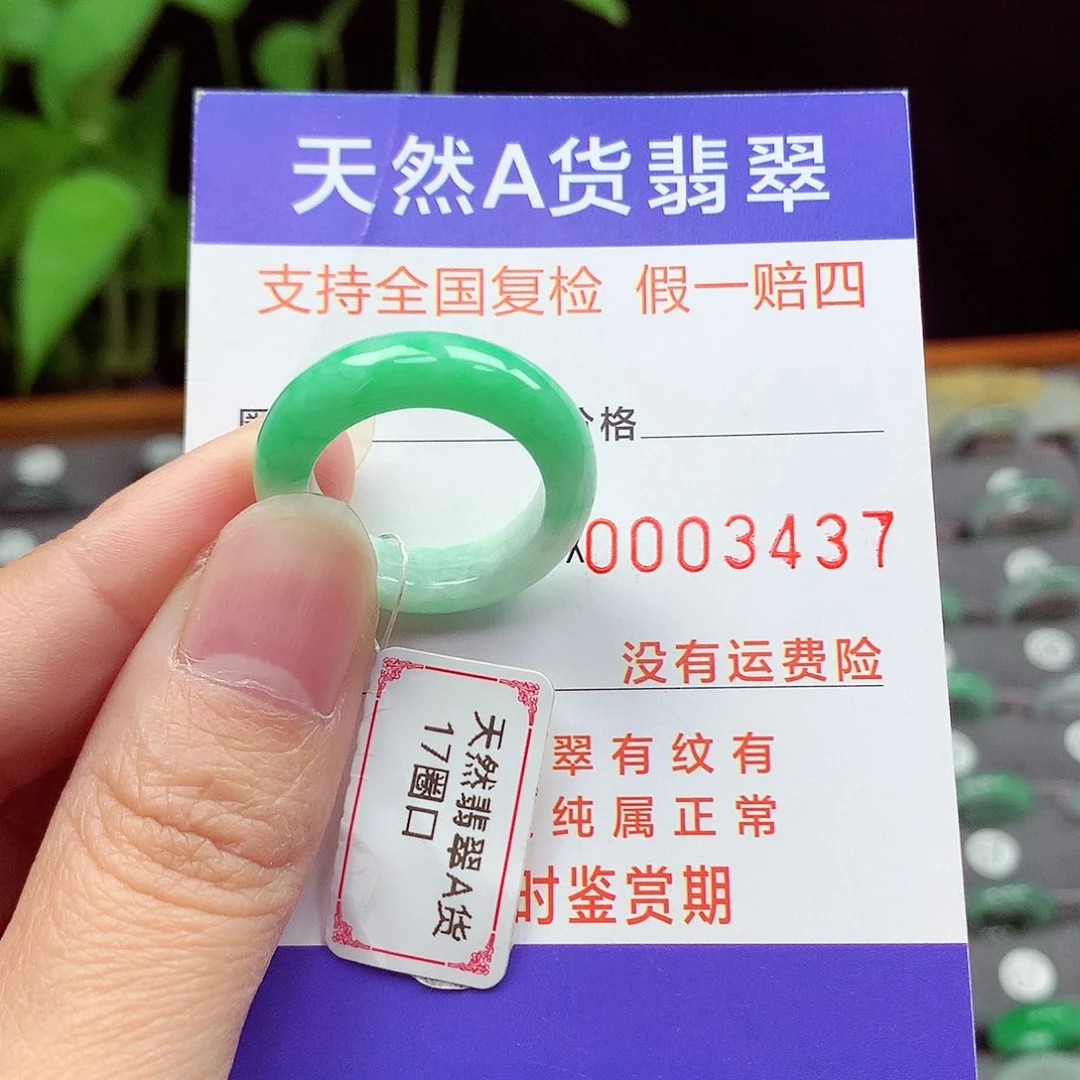 天然A货翡翠
支持全国复检 假一赔四
格
0003437
没有运费险
翠有纹有
纯属正常
时鉴赏期
天然翡翠A货
17圈口